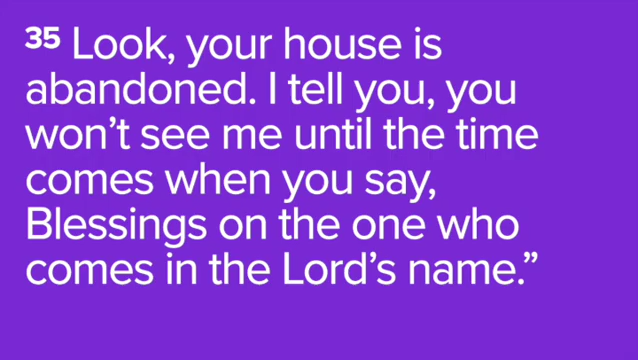 35 Look, your house is
abandoned. I tell you, you
won’t see me until the time
comes when you say,
Blessings on the one who
comes in the Lord’s name.”